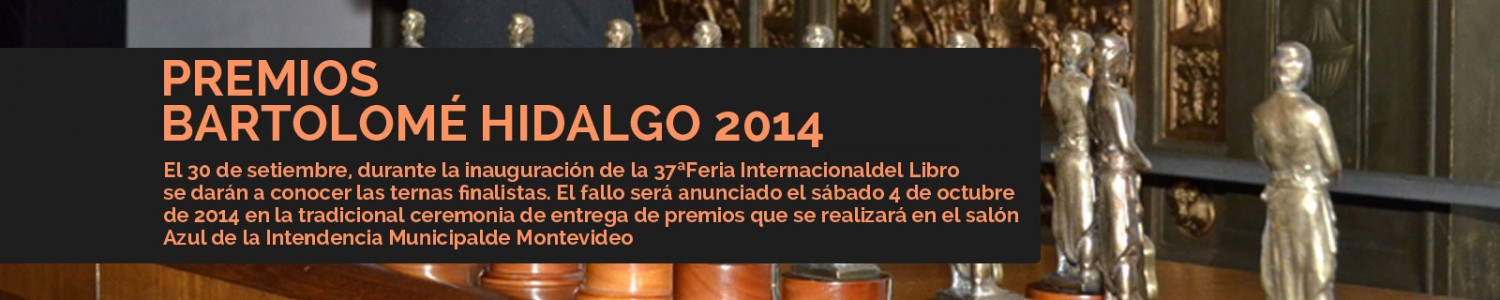 PREMIOS
BARTOLOMÉ HIDALGO 2014
El 30 de setiembre, durante la inauguración de la 37ªFeria Internacionaldel Libro
se darán a conocer las ternas finalistas. El fallo será anunciado el sábado 4 de octubre
de 2014 en la tradicional ceremonia de entrega de premios que se realizará en el salón
Azul de la Intendencia Municipalde Montevideo